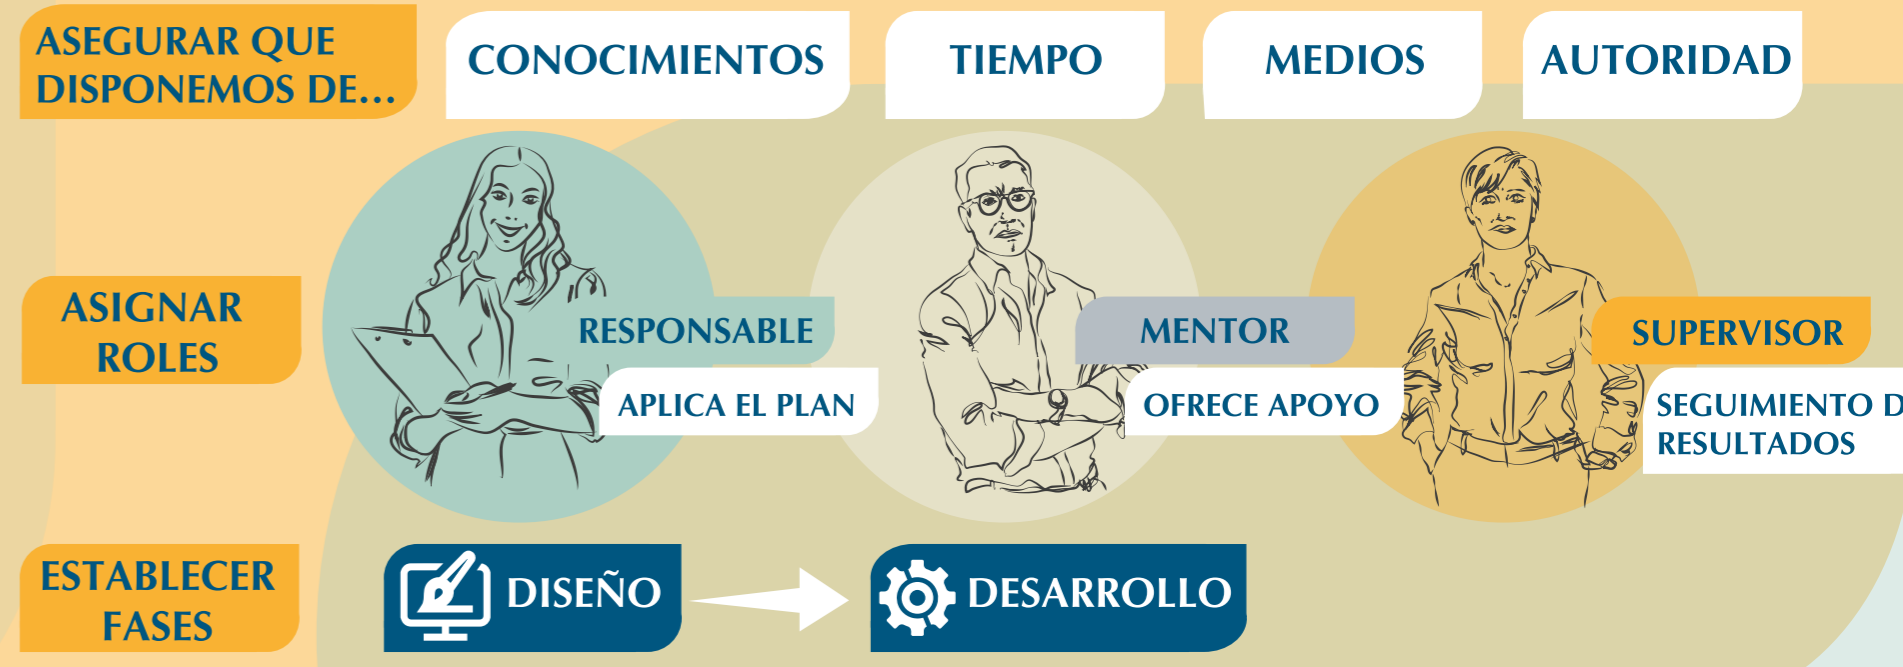 ASEGURAR QUE
DISPONEMOS DE...
CONOCIMIENTOS
TIEMPO
MEDIOS
AUTORIDAD
ASIGNAR
ROLES
RESPONSABLE
APLICA EL PLAN
MENTOR
OFRECE APOYO
SUPERVISOR
SEGUIMIENTO
RESULTADOS
ESTABLECER
FASES
DISEÑO
DESARROLLO